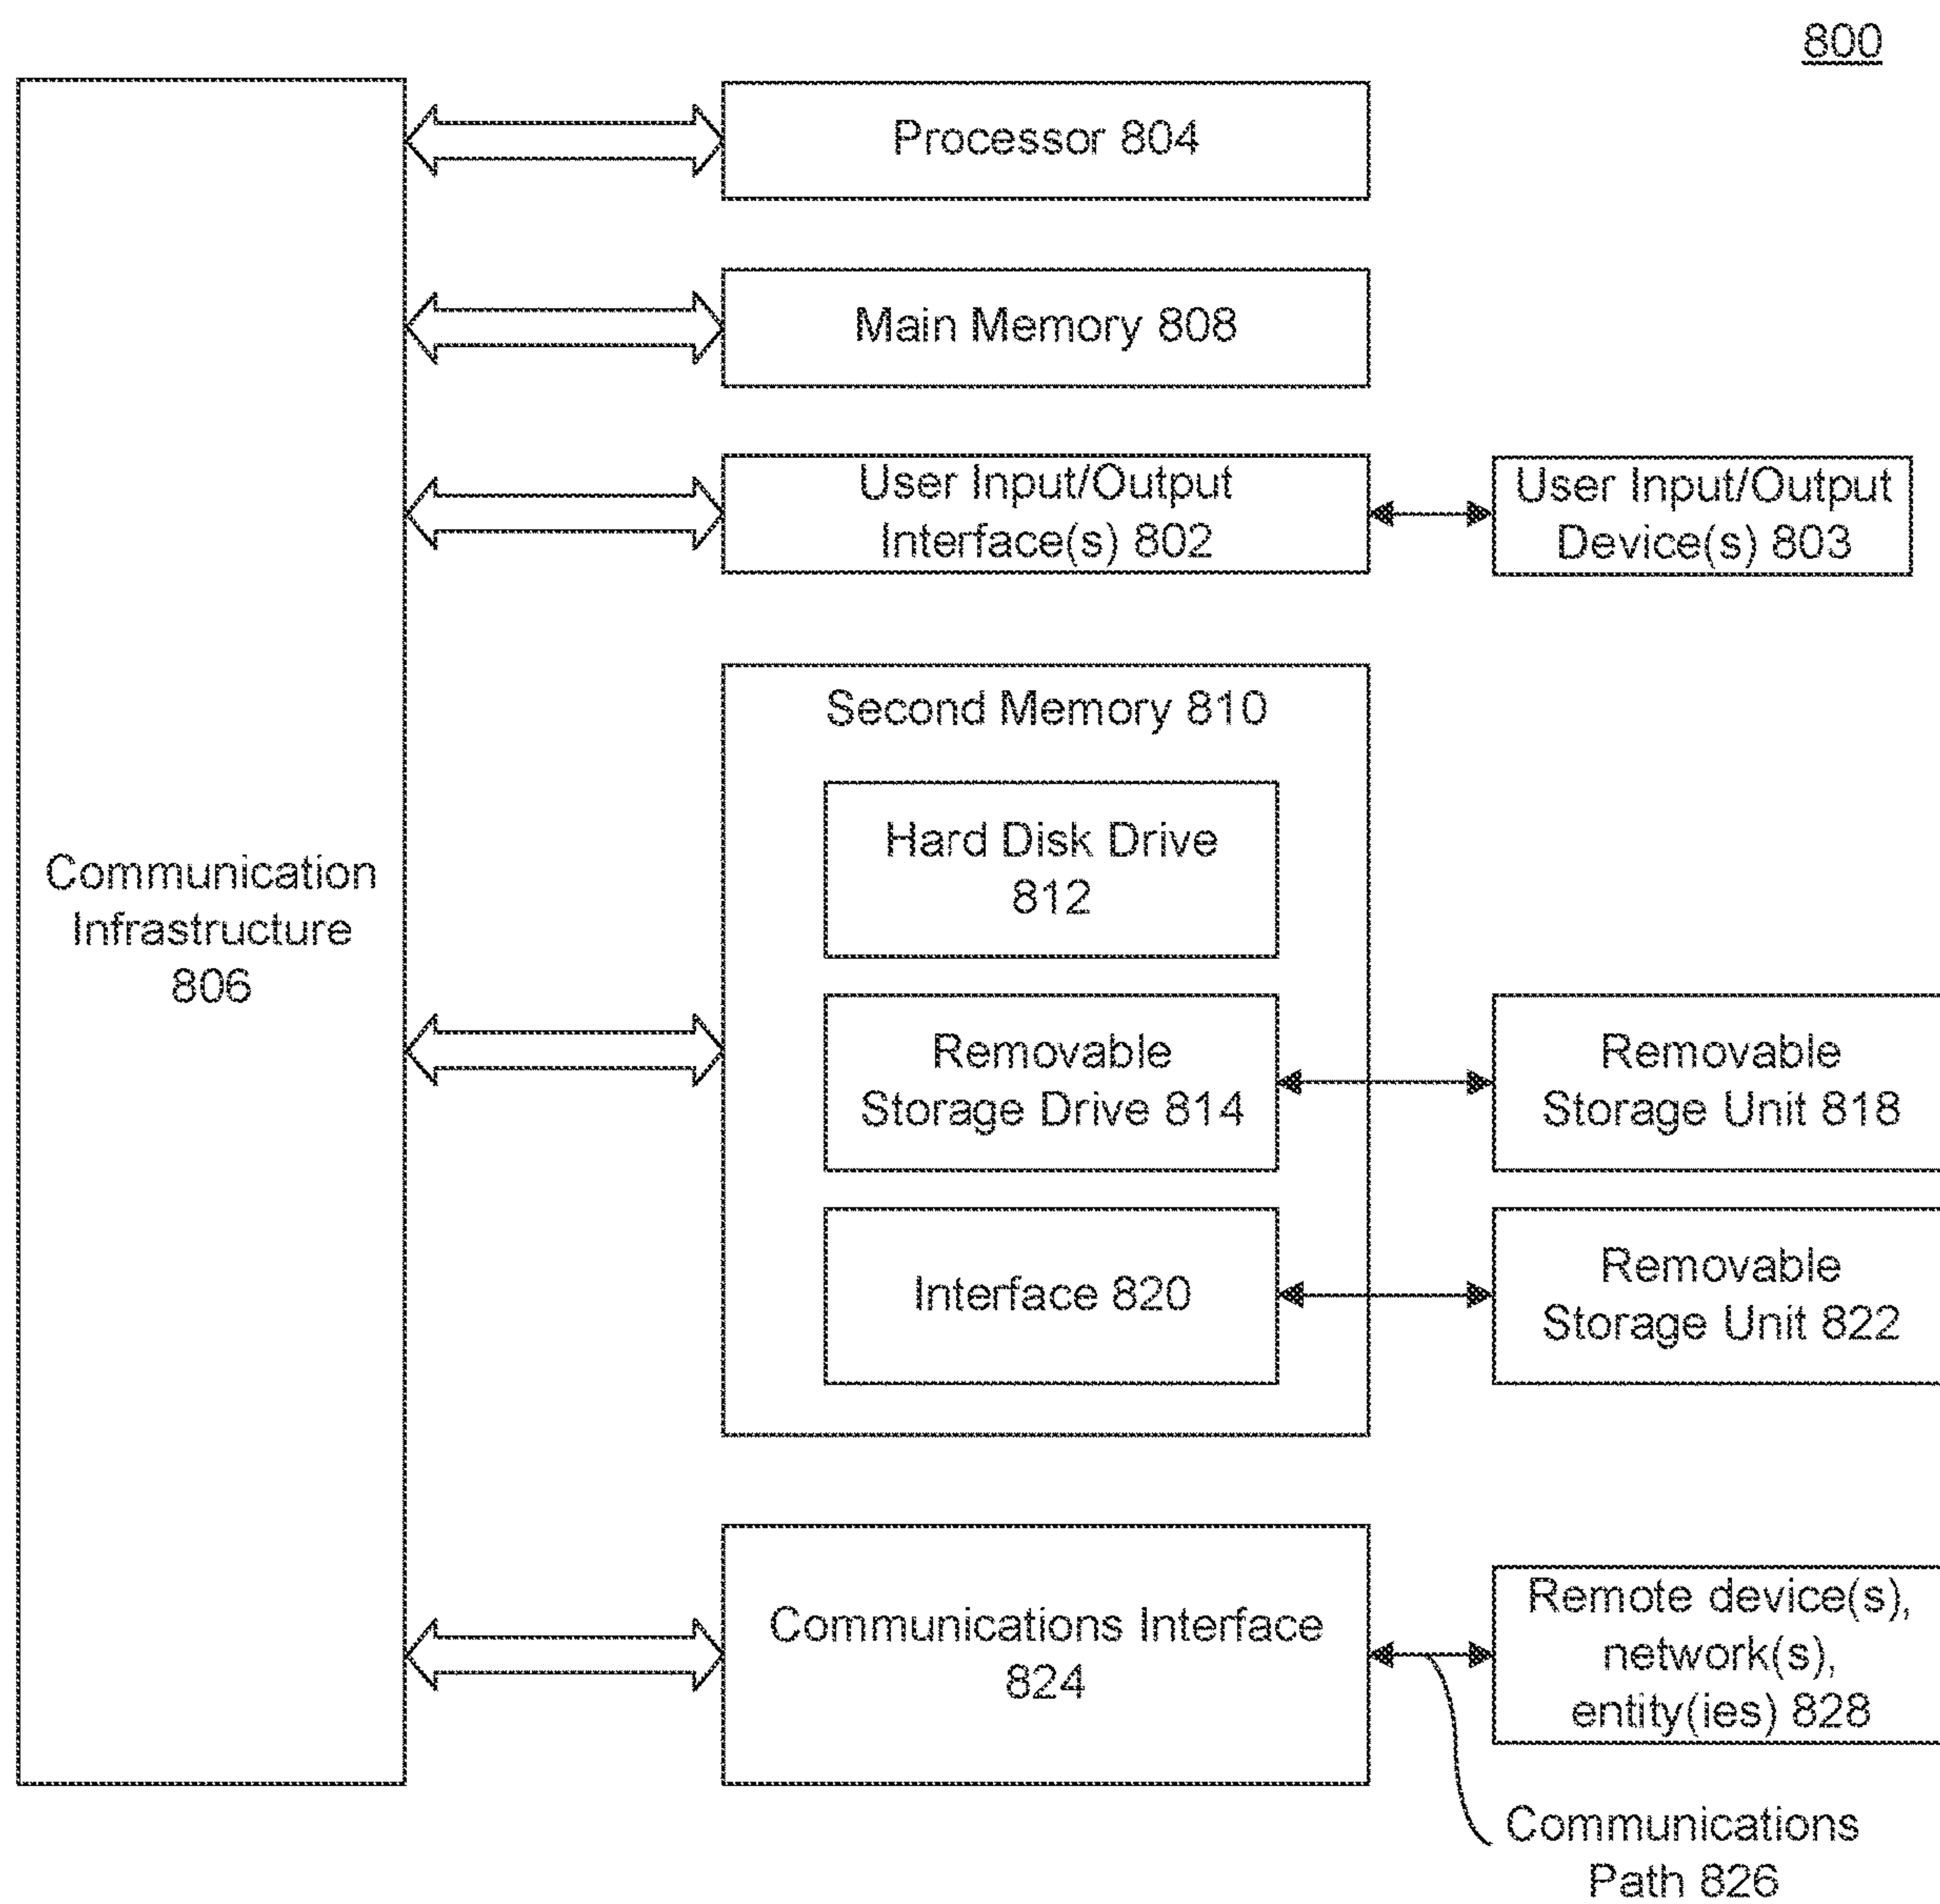 800
Processor 804
Main Memory 808
User Input/Output
Interface(s) 802
User Input/Output
Device(s) 803
Second Memory 810
Hard Disk Drive
812
Communication
Infrastructure
806
Removable
Storage Drive 814
Removable
Storage Unit 818
Interface 820
Removable
Storage Unit 822
Communications Interface
824
Remote device(s),
network(s),
entity(ies) 828
Communications
Path 826